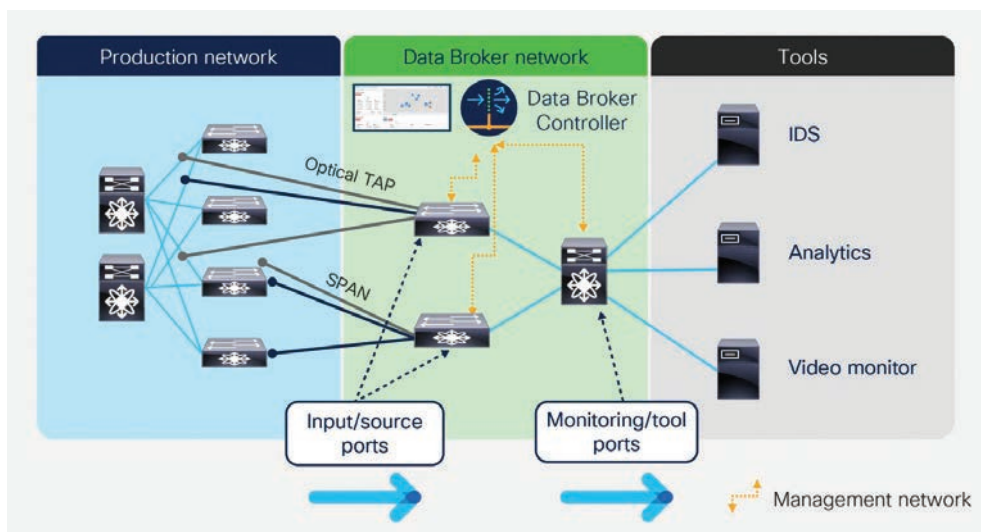 Production network
Data Broker network
Tools
Data Broker
Controller
IDS
Optical TAP
Analytics
SPAN
Video monitor
Input/source
ports
Monitoring/tool
ports
Management network